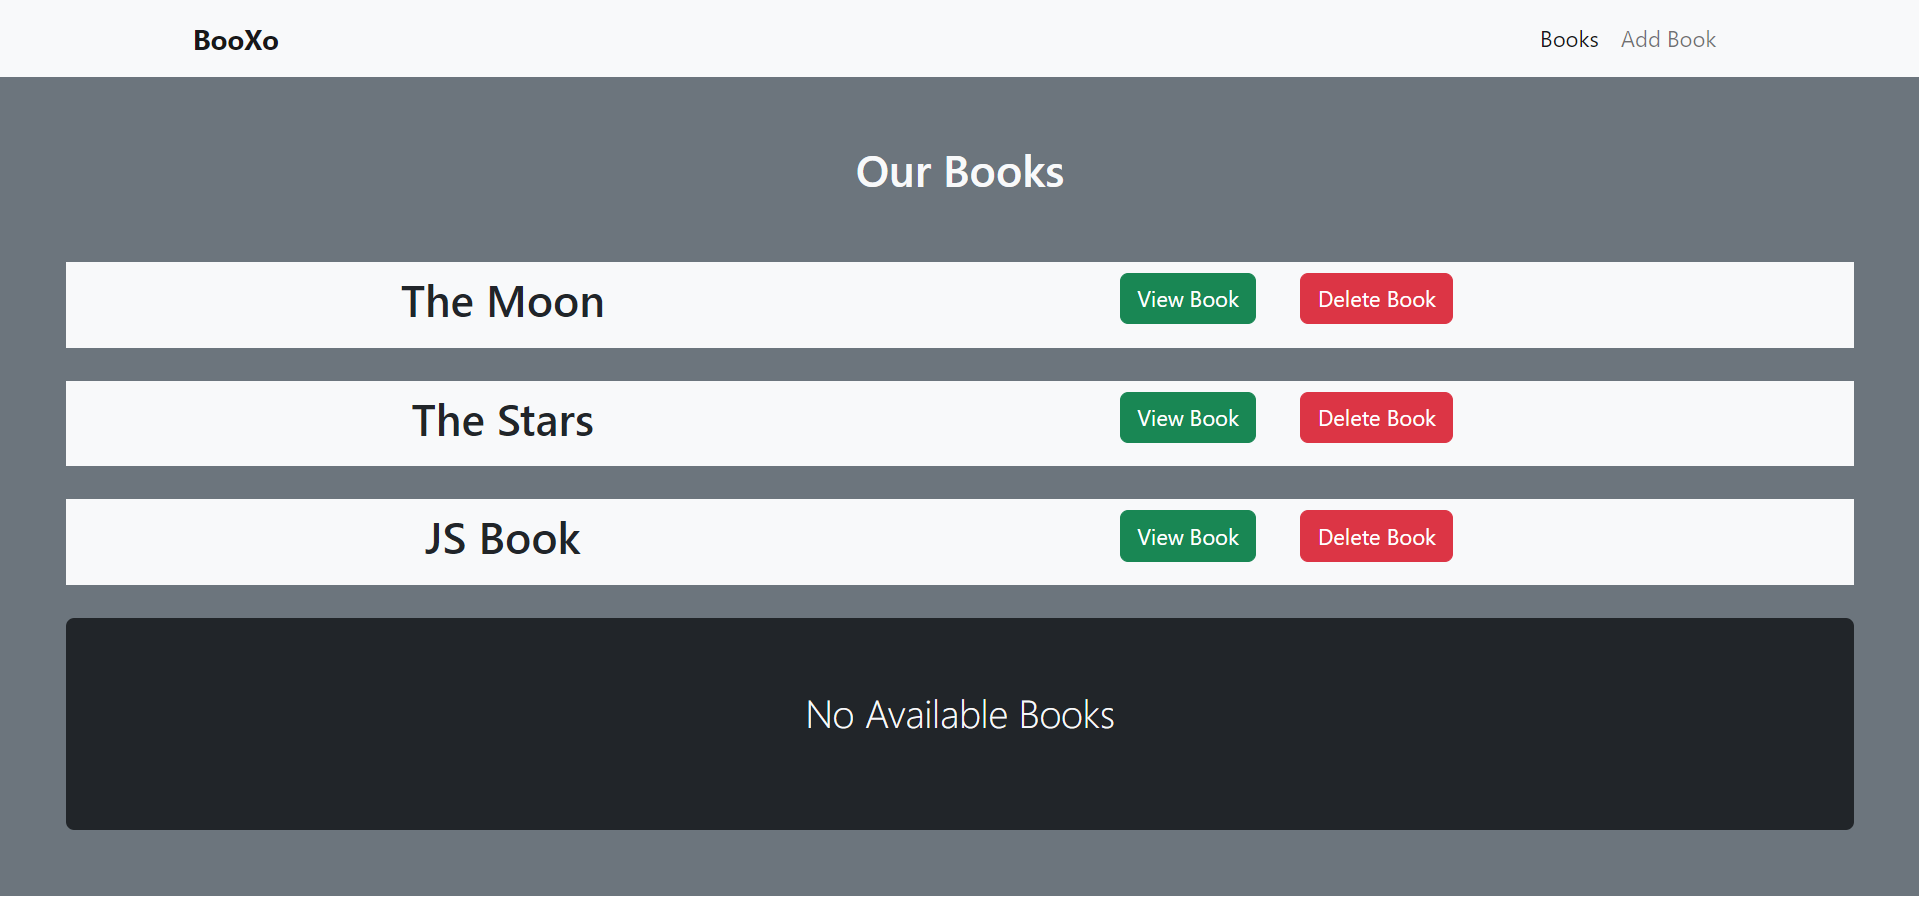 BooXo
Books Add Book
Our Books
The Moon View Book Delete Book
The Stars View Book Delete Book
JS Book View Book Delete Book
No Available Books